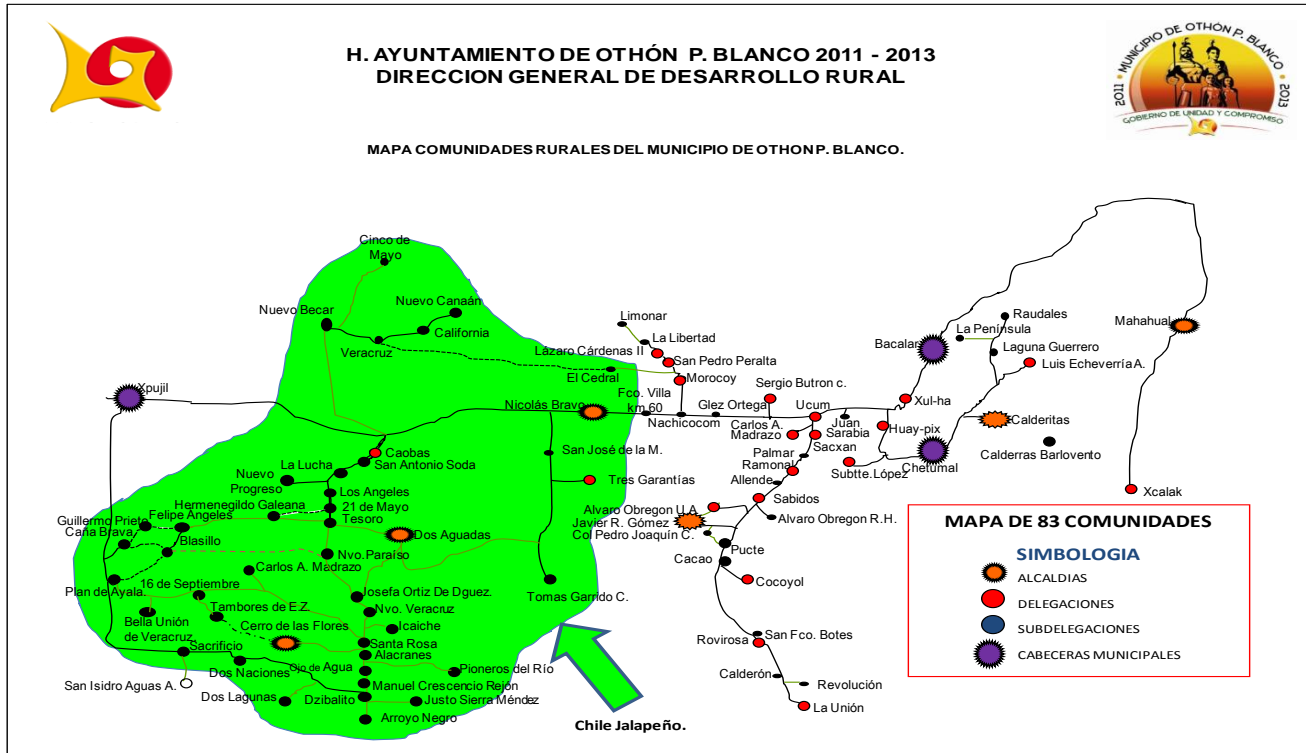 H. AYUNTAMIENTO DE OTHÓN P. BLANCO 2011 - 2013
DIRECCION GENERAL DE DESARROLLO RURAL
2011 • MUNICIPIO DE OTHÓN P. BLANCO • 2013
GOBIERNO DE UNIDAD Y COMPROMISO
MAPA COMUNIDADES RURALES DEL MUNICIPIO DE OTHON P. BLANCO.
Cinco de
Mayo
Nuevo Becar
Nuevo Canaán
California
Veracruz
Limonar
La Libertad
Lázaro Cárdenas II
San Pedro Peralta
El Cedral
Morocoy
Raudales
La Península
Mahahual
Bacalar
Laguna Guerrero
Luis Echeverría A.
Xpujil
Nicolás Bravo
Fco. Villa
km 60
Nachicocom
Glez Ortega
Sergio Butron c.
Ucum
Juan
Sarabia
Xul-ha
Huay-pix
Calderitas
Calderras Barlovento
Carlos A.
Madrazo
Sacxan
Palmar
Ramonal
Allende
Subtte. López
Chetumal
Xcalak
Caobas
San Antonio Soda
La Lucha
Nuevo
Progreso
San José de la M.
Tres Garantías
Los Angeles
21 de Mayo
Tesoro
Hermenegildo Galeana
Felipe Angeles
Guillermo Prieto
Caña Brava
Blasillo
Dos Aguadas
Nvo. Paraíso
Alvaro Obregon U.A.
Javier R. Gómez
Col Pedro Joaquín C.
Sabidos
Alvaro Obregon R.H.
Pucte
Cacao
Cocoyol
Carlos A. Madrazo
Plan de Ayala.
16 de Septiembre
Josefa Ortiz De Dguez.
Tomas Garrido C.
Tambores de E.Z.
Nvo. Veracruz
Bella Unión
de Veracruz
Cerro de las Flores
Icaiche
Santa Rosa
Sacrificio
Alacranes
Dos Naciones
Ojo de Agua
Pioneros del Río
San Isidro Aguas A.
Manuel Crescencio Rejón
Dos Lagunas
Dzibalito
Justo Sierra Méndez
Arroyo Negro
Chile Jalapeño.
San Fco. Botes
Rovirosa
Calderón
Revolución
La Unión
MAPA DE 83 COMUNIDADES
SIMBOLOGIA
ALCALDIAS
DELEGACIONES
SUBDELEGACIONES
CABECERAS MUNICIPALES